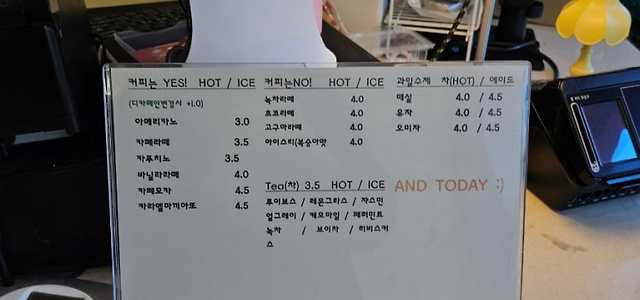 커피는 YES! HOT / ICE
(디카페인변경시 +1.0)
아메리카노 3.0
카페라떼 3.5
카푸치노 3.5
바닐라라떼 4.0
카페모카 4.5
카라멜마끼아또 4.5
커피는NO! HOT / ICE
녹차라떼 4.0
초코라떼 4.0
고구마라떼 4.0
아이스티(복숭아맛 4.0
Tea(차) 3.5 HOT / ICE
루이보스 / 레몬그라스 / 자스민
얼그레이 / 캐모마일 / 페퍼민트
녹차 / 보이차 / 히비스커
스
과일수제 차(HOT) / 에이드
매실 4.0 / 4.5
유자 4.0 / 4.5
오미자 4.0 / 4.5
AND TODAY :)